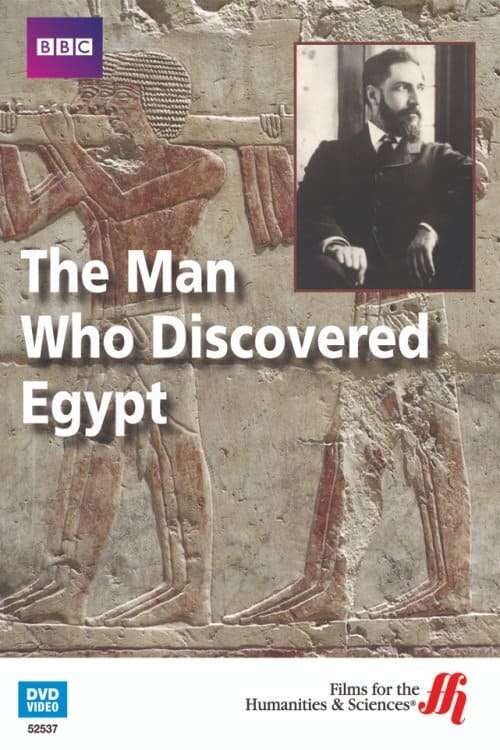 BBC
The Man
Who Discovered
Egypt
DVD
VIDEO
52537
Films for the
Humanities & Sciences®
ffh